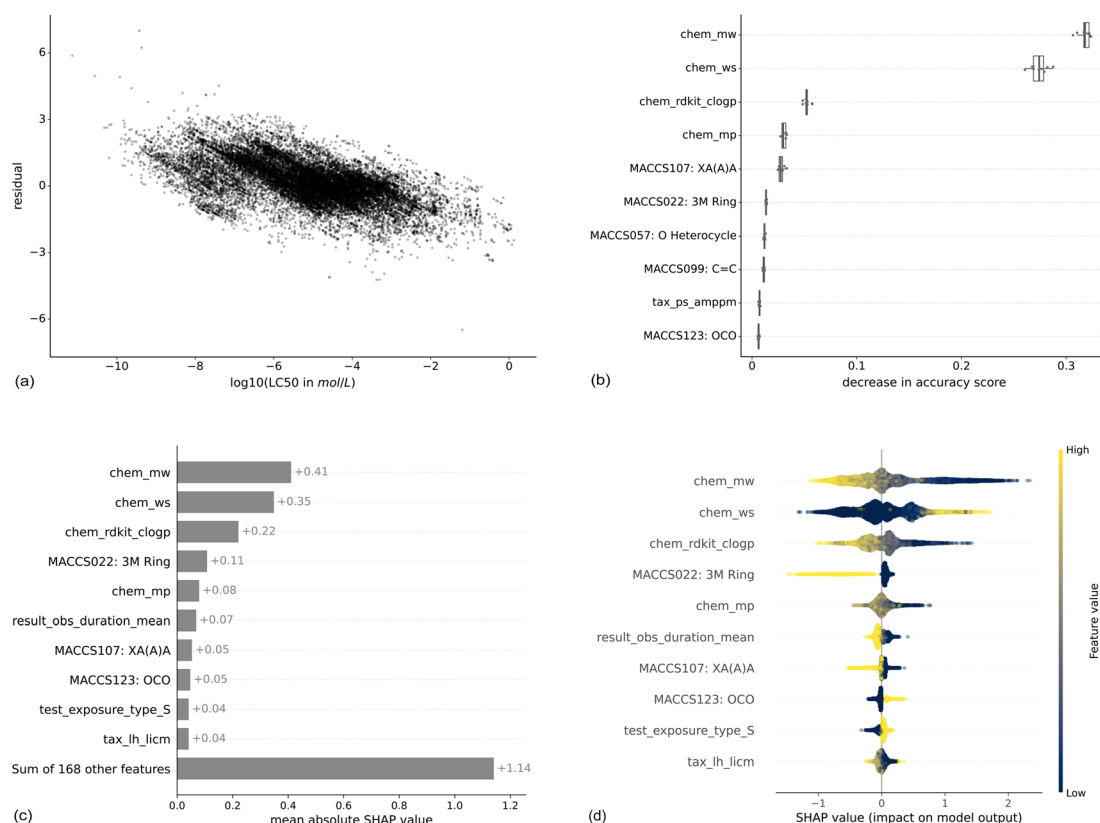 6
3
0
−3
−6
residual
−10
−8
−6
−4
−2
0
log10(LC50 in mol/L)
(a)
chem_mw
chem_ws
chem_rdkit_clogp
chem_mp
MACCS107: XA(A)A
MACCS022: 3M Ring
MACCS057: O Heterocycle
MACCS099: C=C
tax_ps_amppm
MACCS123: OCO
0
0.1
0.2
0.3
decrease in accuracy score
(b)
chem_mw
+0.41
chem_ws
+0.35
chem_rdkit_clogp
+0.22
MACCS022: 3M Ring
+0.11
chem_mp
+0.08
result_obs_duration_mean
+0.07
MACCS107: XA(A)A
+0.05
MACCS123: OCO
+0.05
test_exposure_type_S
+0.04
tax_lh_licm
+0.04
Sum of 168 other features
+1.14
0.0
0.2
0.4
0.6
0.8
1.0
1.2
mean absolute SHAP value
(c)
chem_mw
chem_ws
chem_rdkit_clogp
MACCS022: 3M Ring
chem_mp
result_obs_duration_mean
MACCS107: XA(A)A
MACCS123: OCO
test_exposure_type_S
tax_lh_licm
−1
0
1
2
SHAP value (impact on model output)
High
Feature value
Low
(d)